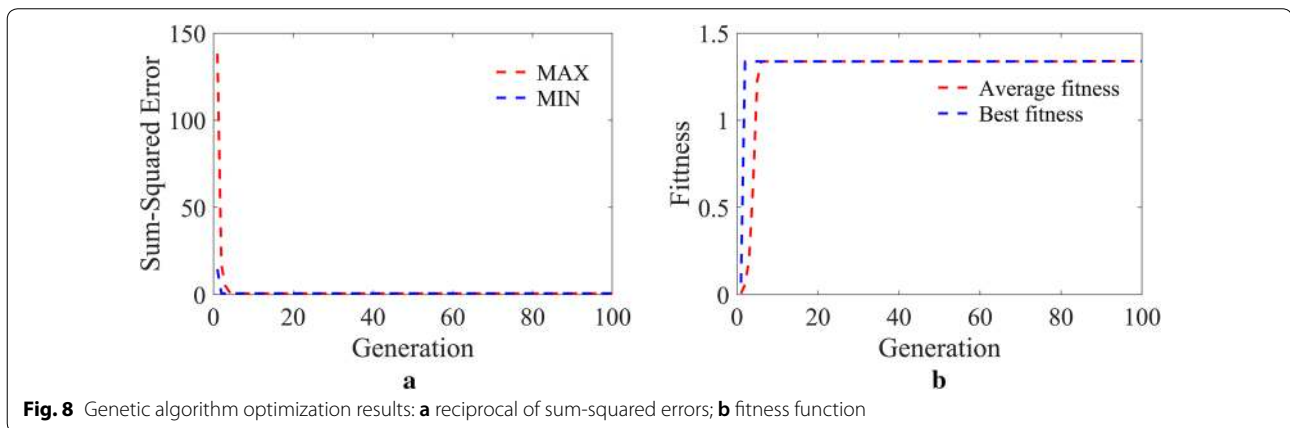 150
100
50
0
Sum-Squared Error
MAX
MIN
0 20 40 60 80 100
Generation
a
1.5
1
0.5
0
Fittness
Average fitness
Best fitness
0 20 40 60 80 100
Generation
b
Fig. 8 Genetic algorithm optimization results: a reciprocal of sum-squared errors; b fitness function